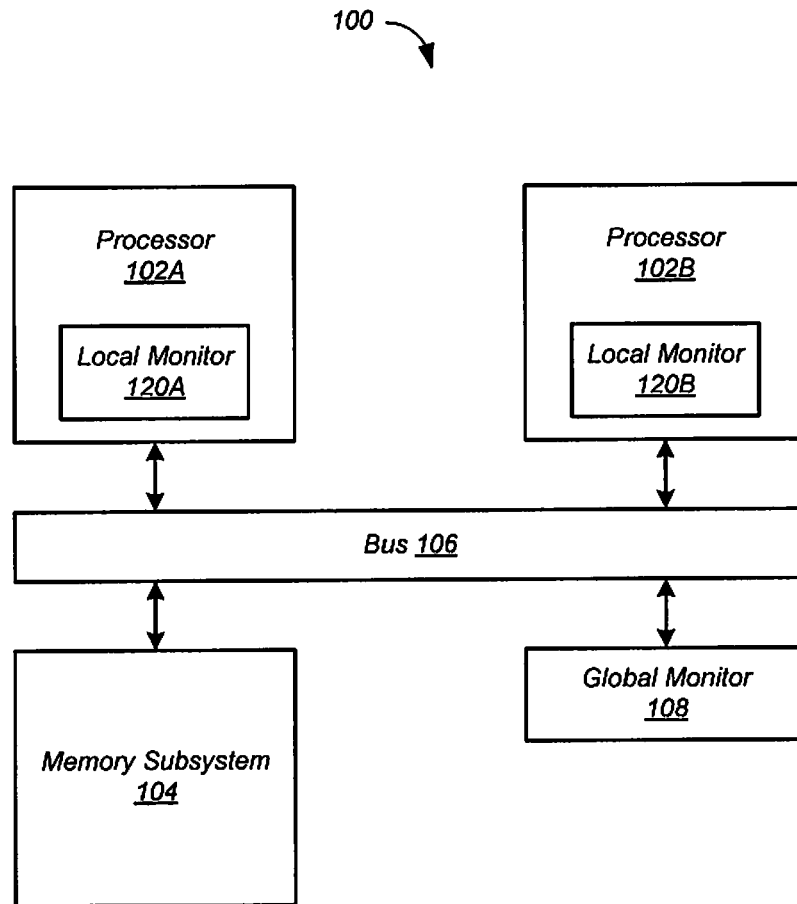 100
Processor
102A
Local Monitor
120A
Processor
102B
Local Monitor
120B
Bus 106
Memory Subsystem
104
Global Monitor
108